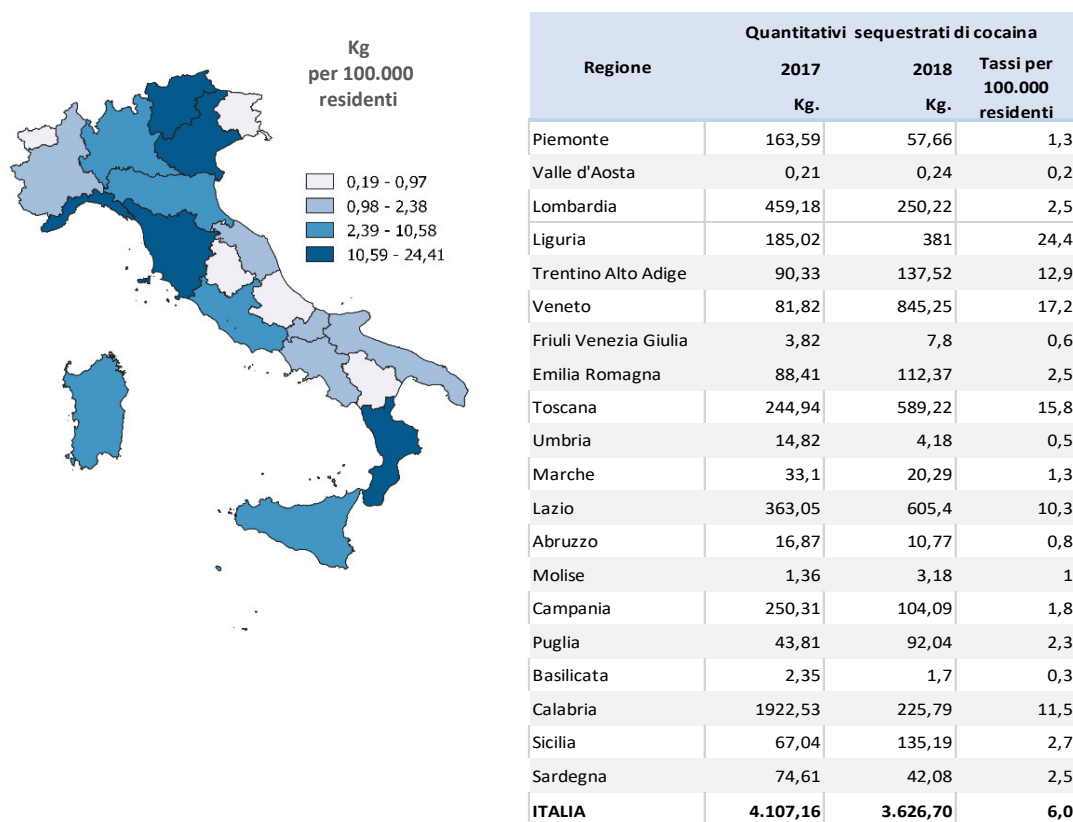 Kg
per 100.000
residenti
0,19 - 0,97
0,98 - 2,38
2,39 - 10,58
10,59 - 24,41
Quantitativi sequestrati di cocaina
Regione 2017 2018 Tassi per
100.000
Kg. Kg. residenti
Piemonte 163,59 57,66 1,3
Valle d'Aosta 0,21 0,24 0,2
Lombardia 459,18 250,22 2,5
Liguria 185,02 381 24,4
Trentino Alto Adige 90,33 137,52 12,9
Veneto 81,82 845,25 17,2
Friuli Venezia Giulia 3,82 7,8 0,6
Emilia Romagna 88,41 112,37 2,5
Toscana 244,94 589,22 15,8
Umbria 14,82 4,18 0,5
Marche 33,1 20,29 1,3
Lazio 363,05 605,4 10,3
Abruzzo 16,87 10,77 0,8
Molise 1,36 3,18 1
Campania 250,31 104,09 1,8
Puglia 43,81 92,04 2,3
Basilicata 2,35 1,7 0,3
Calabria 1922,53 225,79 11,5
Sicilia 67,04 135,19 2,7
Sardegna 74,61 42,08 2,5
ITALIA 4.107,16 3.626,70 6,0